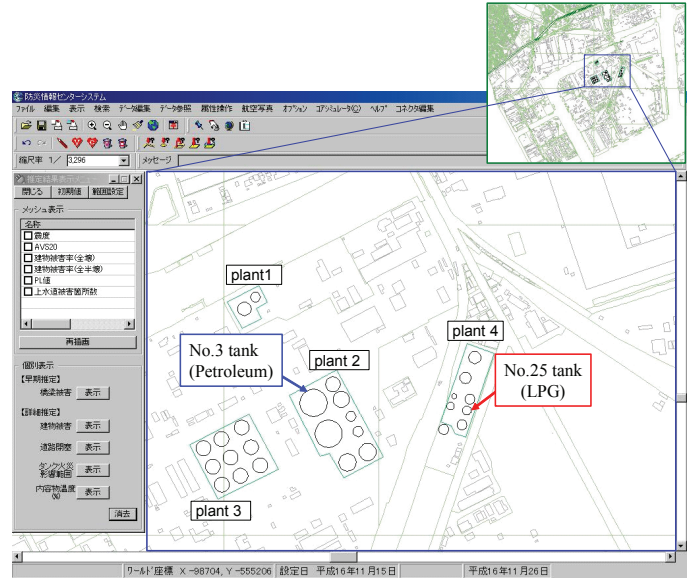 防災情報センターシステム
ファイル 編集 表示 検索 データ編集 データ参照 属性操作 航空写真 オプション コアシミュレータ(C) ヘルプ コネクタ編集
縮尺率 1/ 3,296 メッセージ
推定結果表示メニュー
閉じる 初期値 範囲設定
メッシュ表示
名称
震度
AVS20
建物被害率(全壊)
建物被害率(全半壊)
PL値
上水道被害箇所数
再描画
個別表示
【早期推定】
橋梁被害 表示
【詳細推定】
建物被害 表示
道路閉塞 表示
タンク火災
影響範囲 表示
内容物温度
(%) 表示
消去
plant1
No.3 tank
(Petroleum)
plant 2
plant 3
plant 4
No.25 tank
(LPG)
ワールド座標 X -98704, Y -555206 設定日 平成16年11月15日 平成16年11月26日